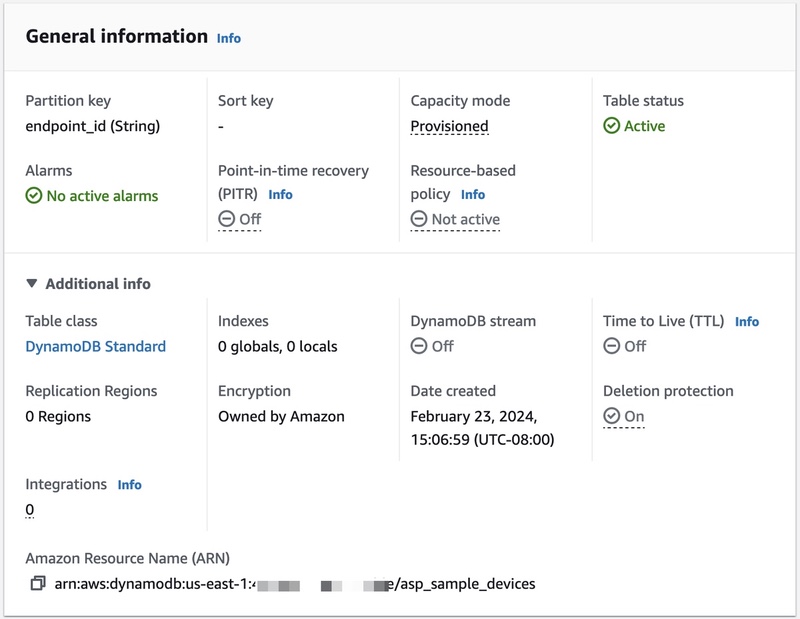 General information Info
Partition key
endpoint_id (String)
Sort key
-
Capacity mode
Provisioned
Table status
Active
Alarms
No active alarms
Point-in-time recovery
(PITR) Info
Off
Resource-based
policy Info
Not active
Additional info
Table class
DynamoDB Standard
Indexes
0 globals, 0 locals
DynamoDB stream
Off
Time to Live (TTL) Info
Off
Replication Regions
0 Regions
Encryption
Owned by Amazon
Date created
February 23, 2024,
15:06:59 (UTC-08:00)
Deletion protection
On
Integrations Info
0
Amazon Resource Name (ARN)
arn:aws:dynamodb:us-east-1: e/asp_sample_devices